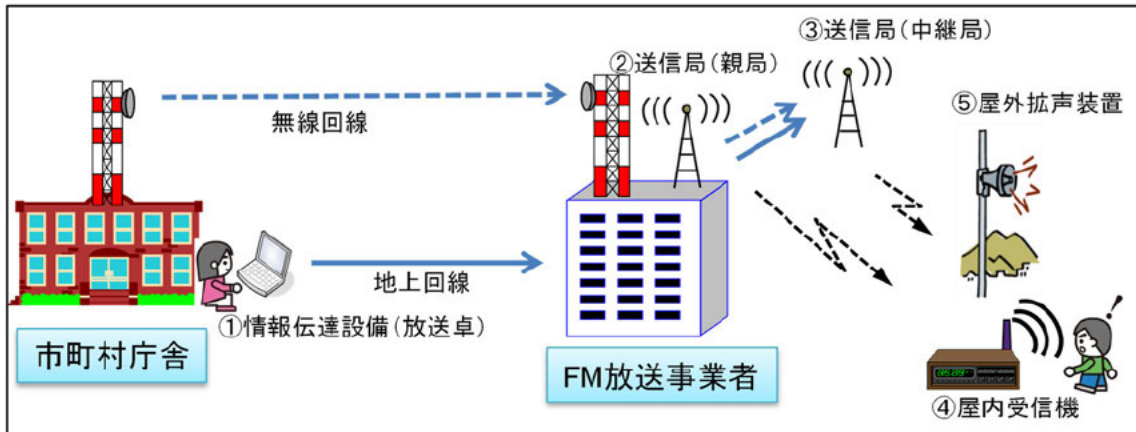 ③送信局(中継局)
②送信局(親局)
無線回線
⑤屋外拡声装置
地上回線
①情報伝達設備(放送卓)
市町村庁舎
FM放送事業者
④屋内受信機